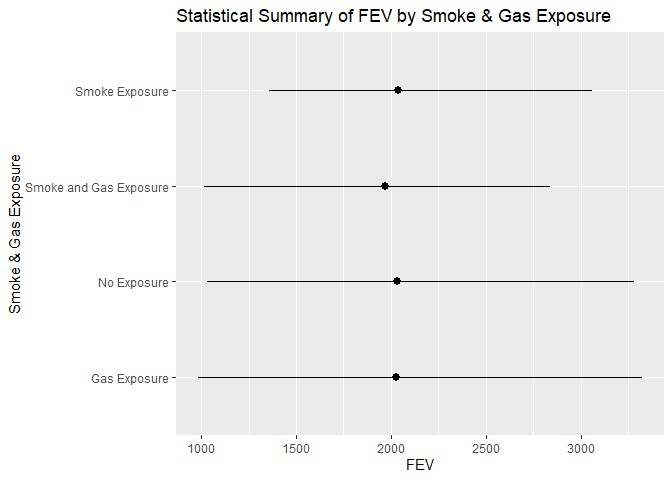 Statistical Summary of FEV by Smoke & Gas Exposure
Smoke & Gas Exposure
Smoke Exposure
Smoke and Gas Exposure
No Exposure
Gas Exposure
1000 1500 2000 2500 3000
FEV